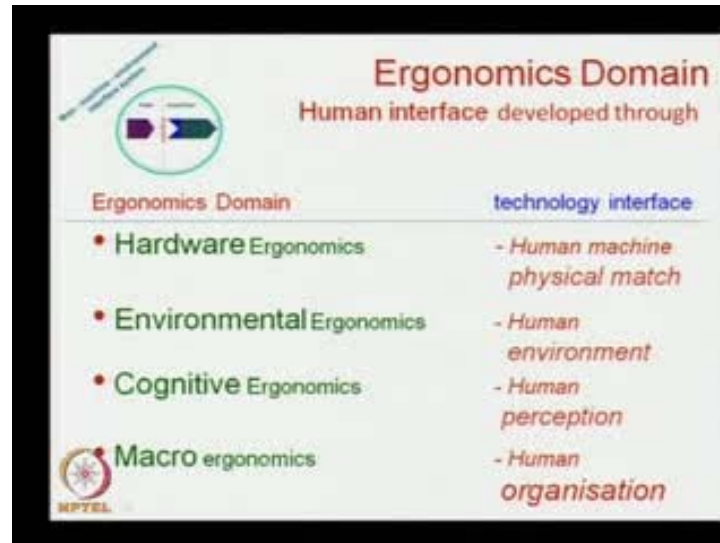 Ergonomics Domain
Human interface developed through
Ergonomics Domain technology interface
• Hardware Ergonomics - Human machine
physical match
• Environmental Ergonomics - Human
environment
• Cognitive Ergonomics - Human
perception
• Macro ergonomics - Human
organisation
NPTEL